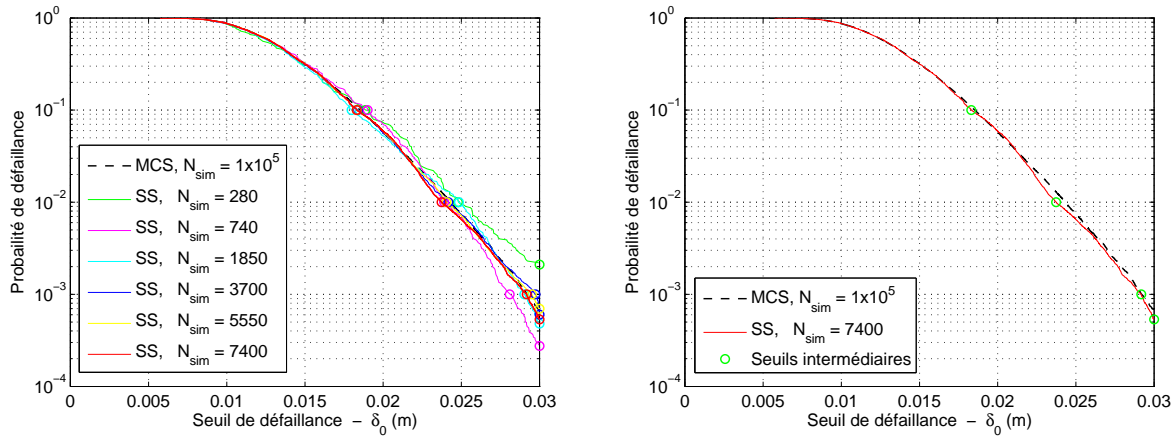 10^0
10^-1
10^-2
10^-3
10^-4
Probailité de défaillance
MCS, N_sim = 1x10^5
SS, N_sim = 280
SS, N_sim = 740
SS, N_sim = 1850
SS, N_sim = 3700
SS, N_sim = 5550
SS, N_sim = 7400
0 0.005 0.01 0.015 0.02 0.025 0.03
Seuil de défaillance − δ_0 (m)
10^0
10^-1
10^-2
10^-3
10^-4
Probailité de défaillance
MCS, N_sim = 1x10^5
SS, N_sim = 7400
Seuils intermédiaires
0 0.005 0.01 0.015 0.02 0.025 0.03
Seuil de défaillance − δ_0 (m)